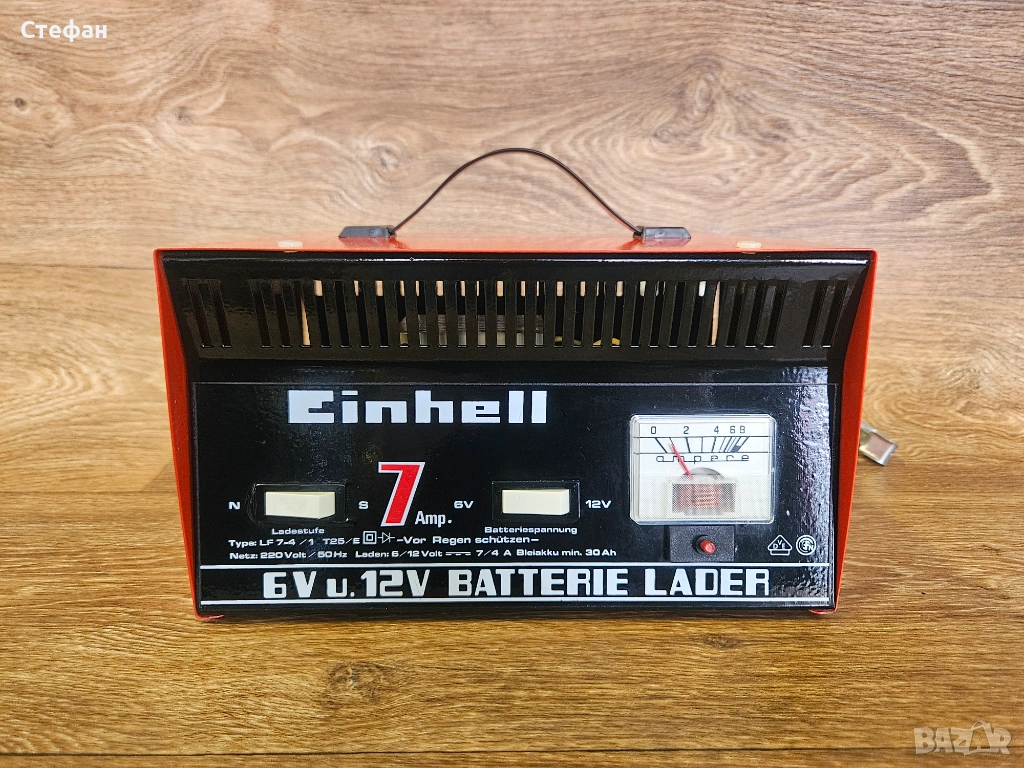 Стефан
Einhell
0 2 4 6 8
ampere
N S 7 Amp. 6V 12V
Ladestufe Batteriespannung
Type: LF 7-4/1 T25/E -Vor Regen schützen-
Netz: 220 Volt/50Hz Laden: 6/12 Volt 7/4 A Bleiakku min. 30 Ah
6V u. 12V BATTERIE LADER
BAZAR